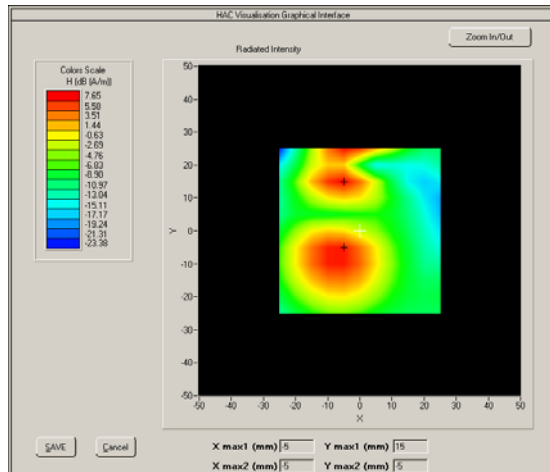 HAC Visualisation Graphical Interface
Zoom In/Out
Radiated Intensity
Colors Scale
H (dB (A/m))
7.65
5.58
3.51
1.44
-0.63
-2.69
-4.76
-6.83
-8.90
-10.97
-13.04
-15.11
-17.17
-19.24
-21.31
-23.38
50
40
30
20
10
Y
0
-10
-20
-30
-40
-50
-50 -40 -30 -20 -10 0 10 20 30 40 50
X
SAVE
Cancel
X max1 (mm) -5 Y max1 (mm) 15
X max2 (mm) -5 Y max2 (mm) -5